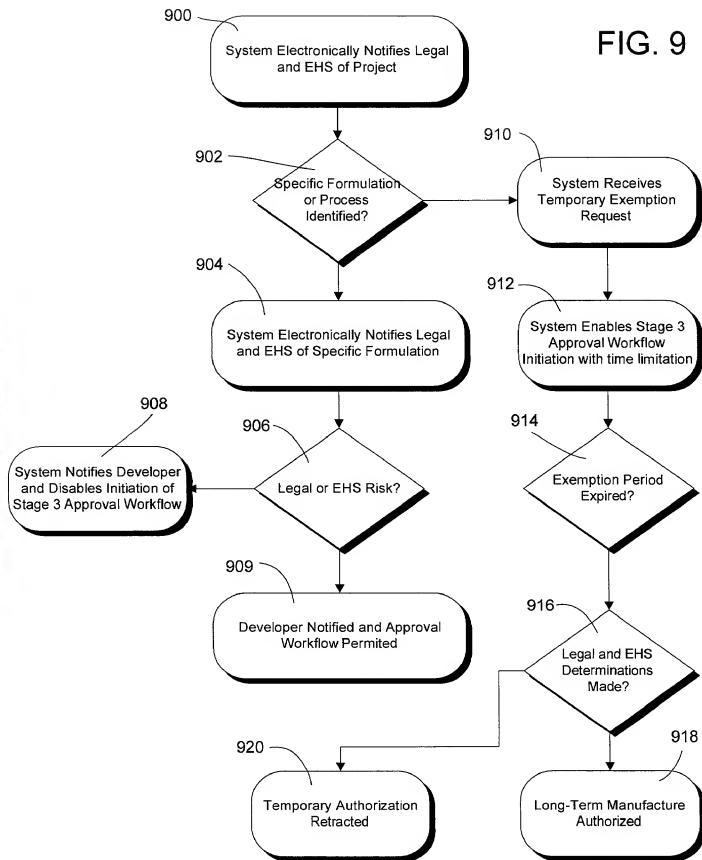 FIG. 9
900
System Electronically Notifies Legal
and EHS of Project
902
Specific Formulation
or Process
Identified?
910
System Receives
Temporary Exemption
Request
904
System Electronically Notifies Legal
and EHS of Specific Formulation
912
System Enables Stage 3
Approval Workflow
Initiation with time limitation
908
System Notifies Developer
and Disables Initiation of
Stage 3 Approval Workflow
906
Legal or EHS Risk?
914
Exemption Period
Expired?
909
Developer Notified and Approval
Workflow Permited
916
Legal and EHS
Determinations
Made?
920
Temporary Authorization
Retracted
918
Long-Term Manufacture
Authorized